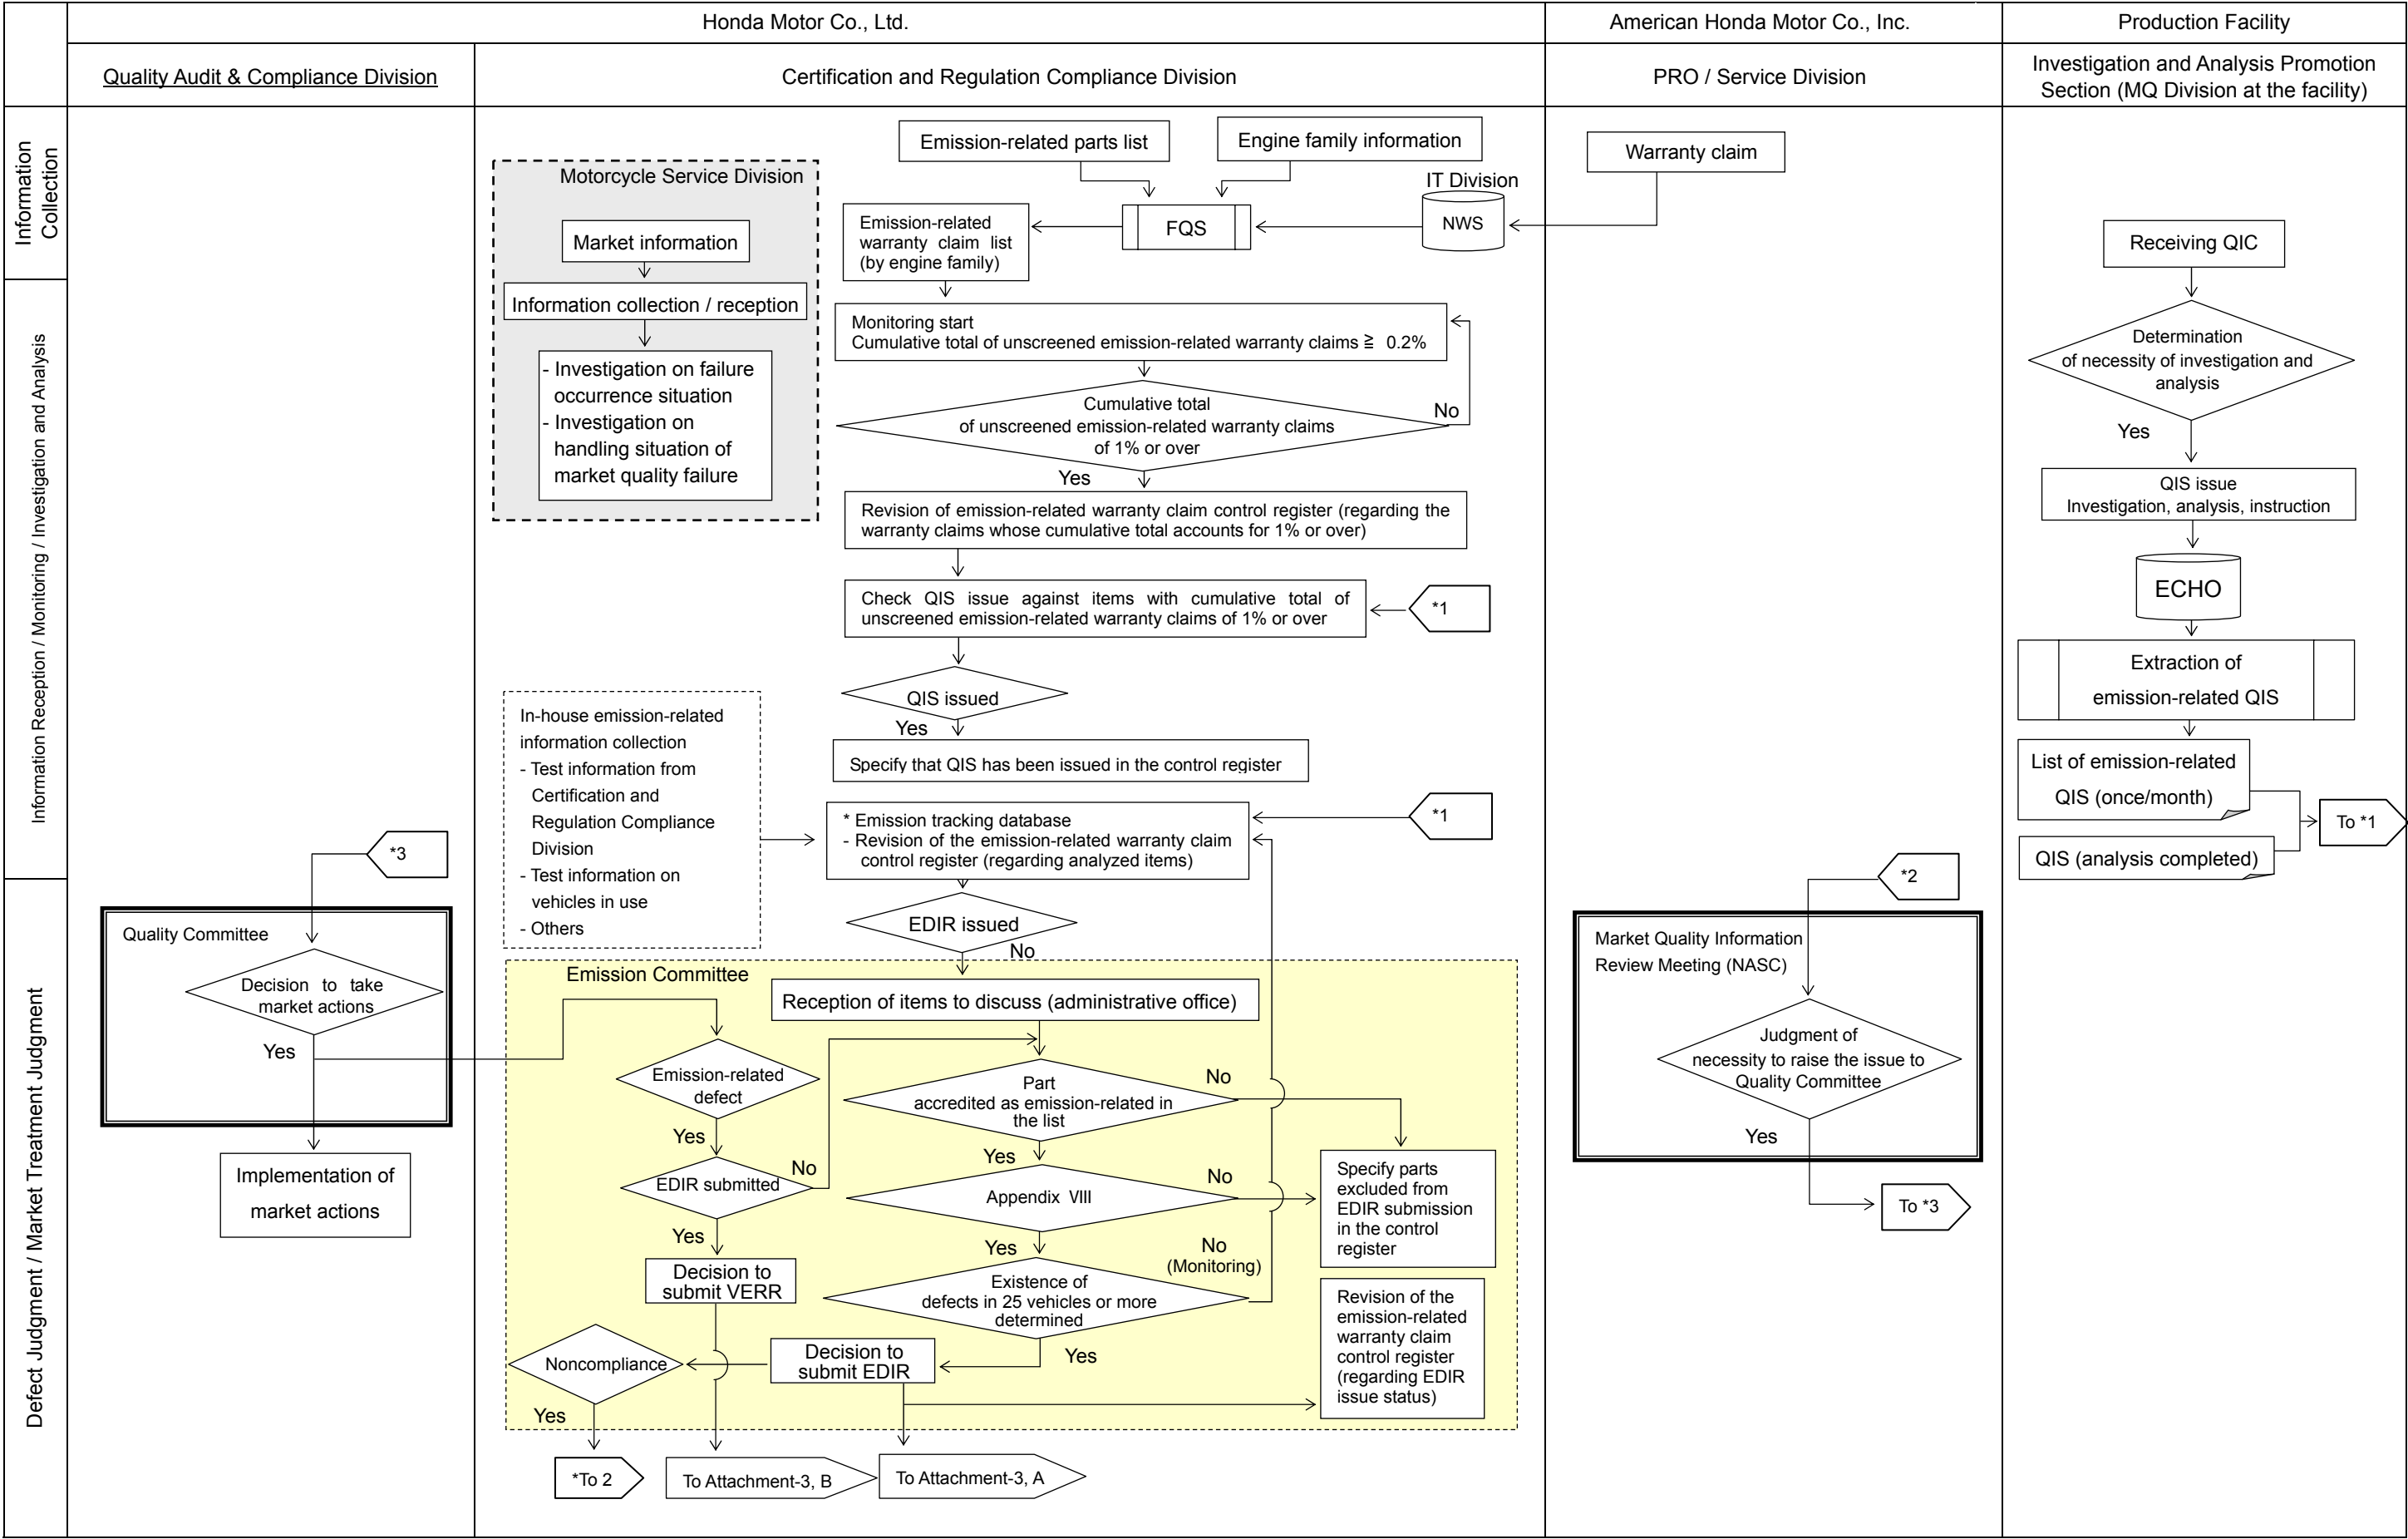 Honda Motor Co., Ltd.
American Honda Motor Co., Inc.
Production Facility
Quality Audit & Compliance Division
Certification and Regulation Compliance Division
PRO / Service Division
Investigation and Analysis Promotion
Section (MQ Division at the facility)
Information
Collection
Information Reception / Monitoring / Investigation and Analysis
Defect Judgment / Market Treatment Judgment
*3
Quality Committee
Decision to take
market actions
Yes
Implementation of
market actions
Motorcycle Service Division
Market information
Information collection / reception
- Investigation on failure
occurrence situation
- Investigation on
handling situation of
market quality failure
Emission-related parts list
Engine family information
IT Division
NWS
FQS
Emission-related
warranty claim list
(by engine family)
Monitoring start
Cumulative total of unscreened emission-related warranty claims ≧ 0.2%
Cumulative total
of unscreened emission-related warranty claims
of 1% or over
No
Yes
Revision of emission-related warranty claim control register (regarding the
warranty claims whose cumulative total accounts for 1% or over)
Check QIS issue against items with cumulative total of
unscreened emission-related warranty claims of 1% or over
*1
QIS issued
Yes
Specify that QIS has been issued in the control register
In-house emission-related
information collection
- Test information from
Certification and
Regulation Compliance
Division
- Test information on
vehicles in use
- Others
* Emission tracking database
- Revision of the emission-related warranty claim
control register (regarding analyzed items)
*1
EDIR issued
No
Emission Committee
Reception of items to discuss (administrative office)
Emission-related
defect
Yes
EDIR submitted
No
Yes
Decision to
submit VERR
Part
accredited as emission-related in
the list
No
Yes
Appendix VIII
No
Yes
No
(Monitoring)
Existence of
defects in 25 vehicles or more
determined
Yes
Specify parts
excluded from
EDIR submission
in the control
register
Revision of the
emission-related
warranty claim
control register
(regarding EDIR
issue status)
Decision to
submit EDIR
Noncompliance
Yes
*To 2
To Attachment-3, B
To Attachment-3, A
Warranty claim
*2
Market Quality Information
Review Meeting (NASC)
Judgment of
necessity to raise the issue to
Quality Committee
Yes
To *3
Receiving QIC
Determination
of necessity of investigation and
analysis
Yes
QIS issue
Investigation, analysis, instruction
ECHO
Extraction of
emission-related QIS
List of emission-related
QIS (once/month)
To *1
QIS (analysis completed)